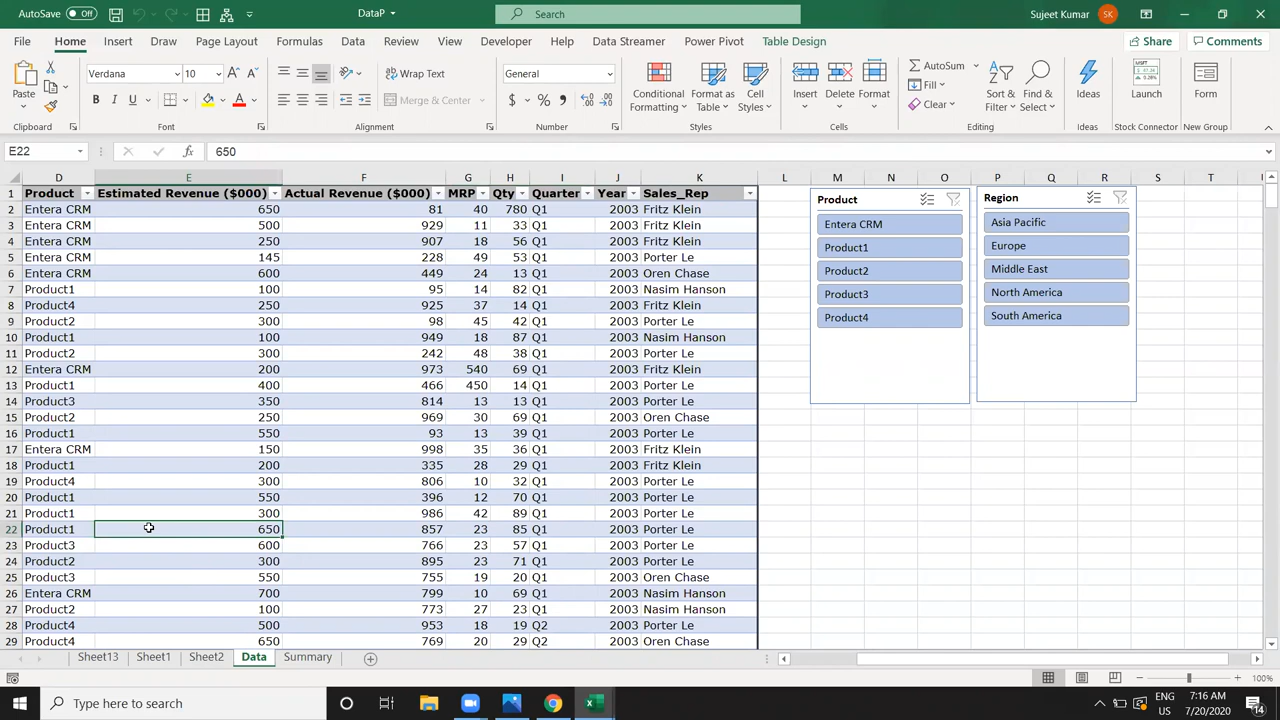 AutoSave Off DataP Search Sujeet Kumar SK
File Home Insert Draw Page Layout Formulas Data Review View Developer Help Data Streamer Power Pivot Table Design Share Comments
Verdana 10 Wrap Text General AutoSum
Paste B I U Merge & Center $ % Conditional Formatting Format as Table Cell Styles Insert Delete Format Fill Clear Sort & Filter Find & Select Ideas Launch Form
Clipboard Font Alignment Number Styles Cells Editing Ideas Stock Connector New Group
E22 fx 650
D E F G H I J K L M N O P Q R S T U
1 Product Estimated Revenue ($000) Actual Revenue ($000) MRP Qty Quarter Year Sales_Rep
2 Entera CRM 650 81 40 780 Q1 2003 Fritz Klein
3 Entera CRM 500 929 11 33 Q1 2003 Fritz Klein
4 Entera CRM 250 907 18 56 Q1 2003 Fritz Klein
5 Entera CRM 145 228 49 53 Q1 2003 Porter Le
6 Entera CRM 600 449 24 13 Q1 2003 Oren Chase
7 Product1 100 95 14 82 Q1 2003 Nasim Hanson
8 Product4 250 925 37 14 Q1 2003 Fritz Klein
9 Product2 300 98 45 42 Q1 2003 Porter Le
10 Product1 100 949 18 87 Q1 2003 Nasim Hanson
11 Product2 300 242 48 38 Q1 2003 Porter Le
12 Entera CRM 200 973 540 69 Q1 2003 Fritz Klein
13 Product1 400 466 450 14 Q1 2003 Porter Le
14 Product3 350 814 13 13 Q1 2003 Porter Le
15 Product2 250 969 30 69 Q1 2003 Oren Chase
16 Product1 550 93 13 39 Q1 2003 Porter Le
17 Entera CRM 150 998 35 36 Q1 2003 Fritz Klein
18 Product1 200 335 28 29 Q1 2003 Fritz Klein
19 Product4 300 806 10 32 Q1 2003 Porter Le
20 Product1 550 396 12 70 Q1 2003 Porter Le
21 Product1 300 986 42 89 Q1 2003 Porter Le
22 Product1 650 857 23 85 Q1 2003 Porter Le
23 Product3 600 766 23 57 Q1 2003 Porter Le
24 Product2 300 895 23 71 Q1 2003 Porter Le
25 Product3 550 755 19 20 Q1 2003 Oren Chase
26 Entera CRM 700 799 10 69 Q1 2003 Nasim Hanson
27 Product2 100 773 27 23 Q1 2003 Nasim Hanson
28 Product4 500 953 18 19 Q2 2003 Porter Le
29 Product4 650 769 20 29 Q2 2003 Oren Chase
Product
Entera CRM
Product1
Product2
Product3
Product4
Region
Asia Pacific
Europe
Middle East
North America
South America
Sheet13 Sheet1 Sheet2 Data Summary
100%
Type here to search
ENG US
7:16 AM
7/20/2020